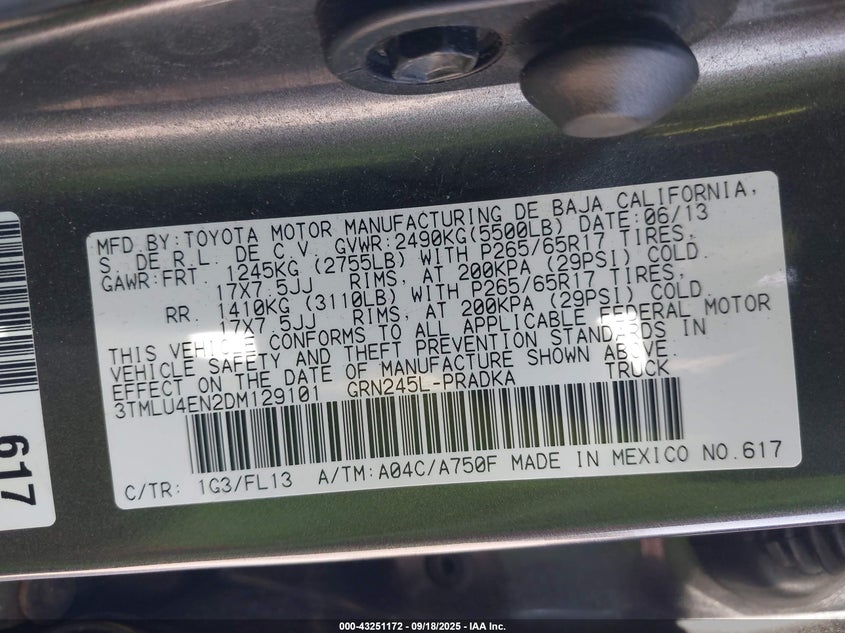 MFD.BY:TOYOTA MOTOR MANUFACTURING DE BAJA CALIFORNIA,
S. DE R.L. DE C.V. GVWR:2490KG(5500LB) DATE:06/13
GAWR:FRT. 1245KG (2755LB) WITH P265/65R17 TIRES,
17X7.5JJ RIMS, AT 200KPA (29PSI) COLD.
RR. 1410KG (3110LB) WITH P265/65R17 TIRES,
17X7.5JJ RIMS, AT 200KPA (29PSI) COLD
THIS VEHICLE CONFORMS TO ALL APPLICABLE FEDERAL MOTOR
VEHICLE SAFETY AND THEFT PREVENTION STANDARDS IN
EFFECT ON THE DATE OF MANUFACTURE SHOWN ABOVE.
3TMLU4EN2DM129101 GRN245L-PRADKA TRUCK
C/TR: 1G3/FL13 A/TM:A04C/A750F MADE IN MEXICO NO.617
617
000-43251172 - 09/18/2025 - IAA Inc.